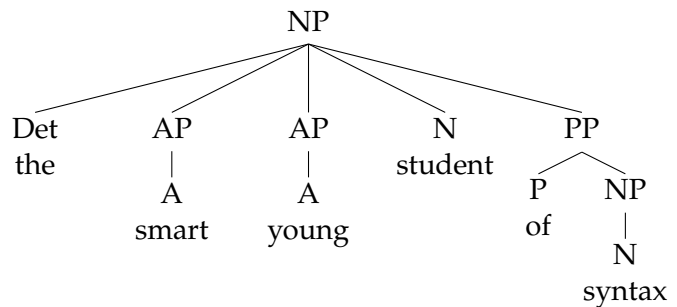 NP
Det AP AP N PP
the student
A A P NP
smart young of
N
syntax